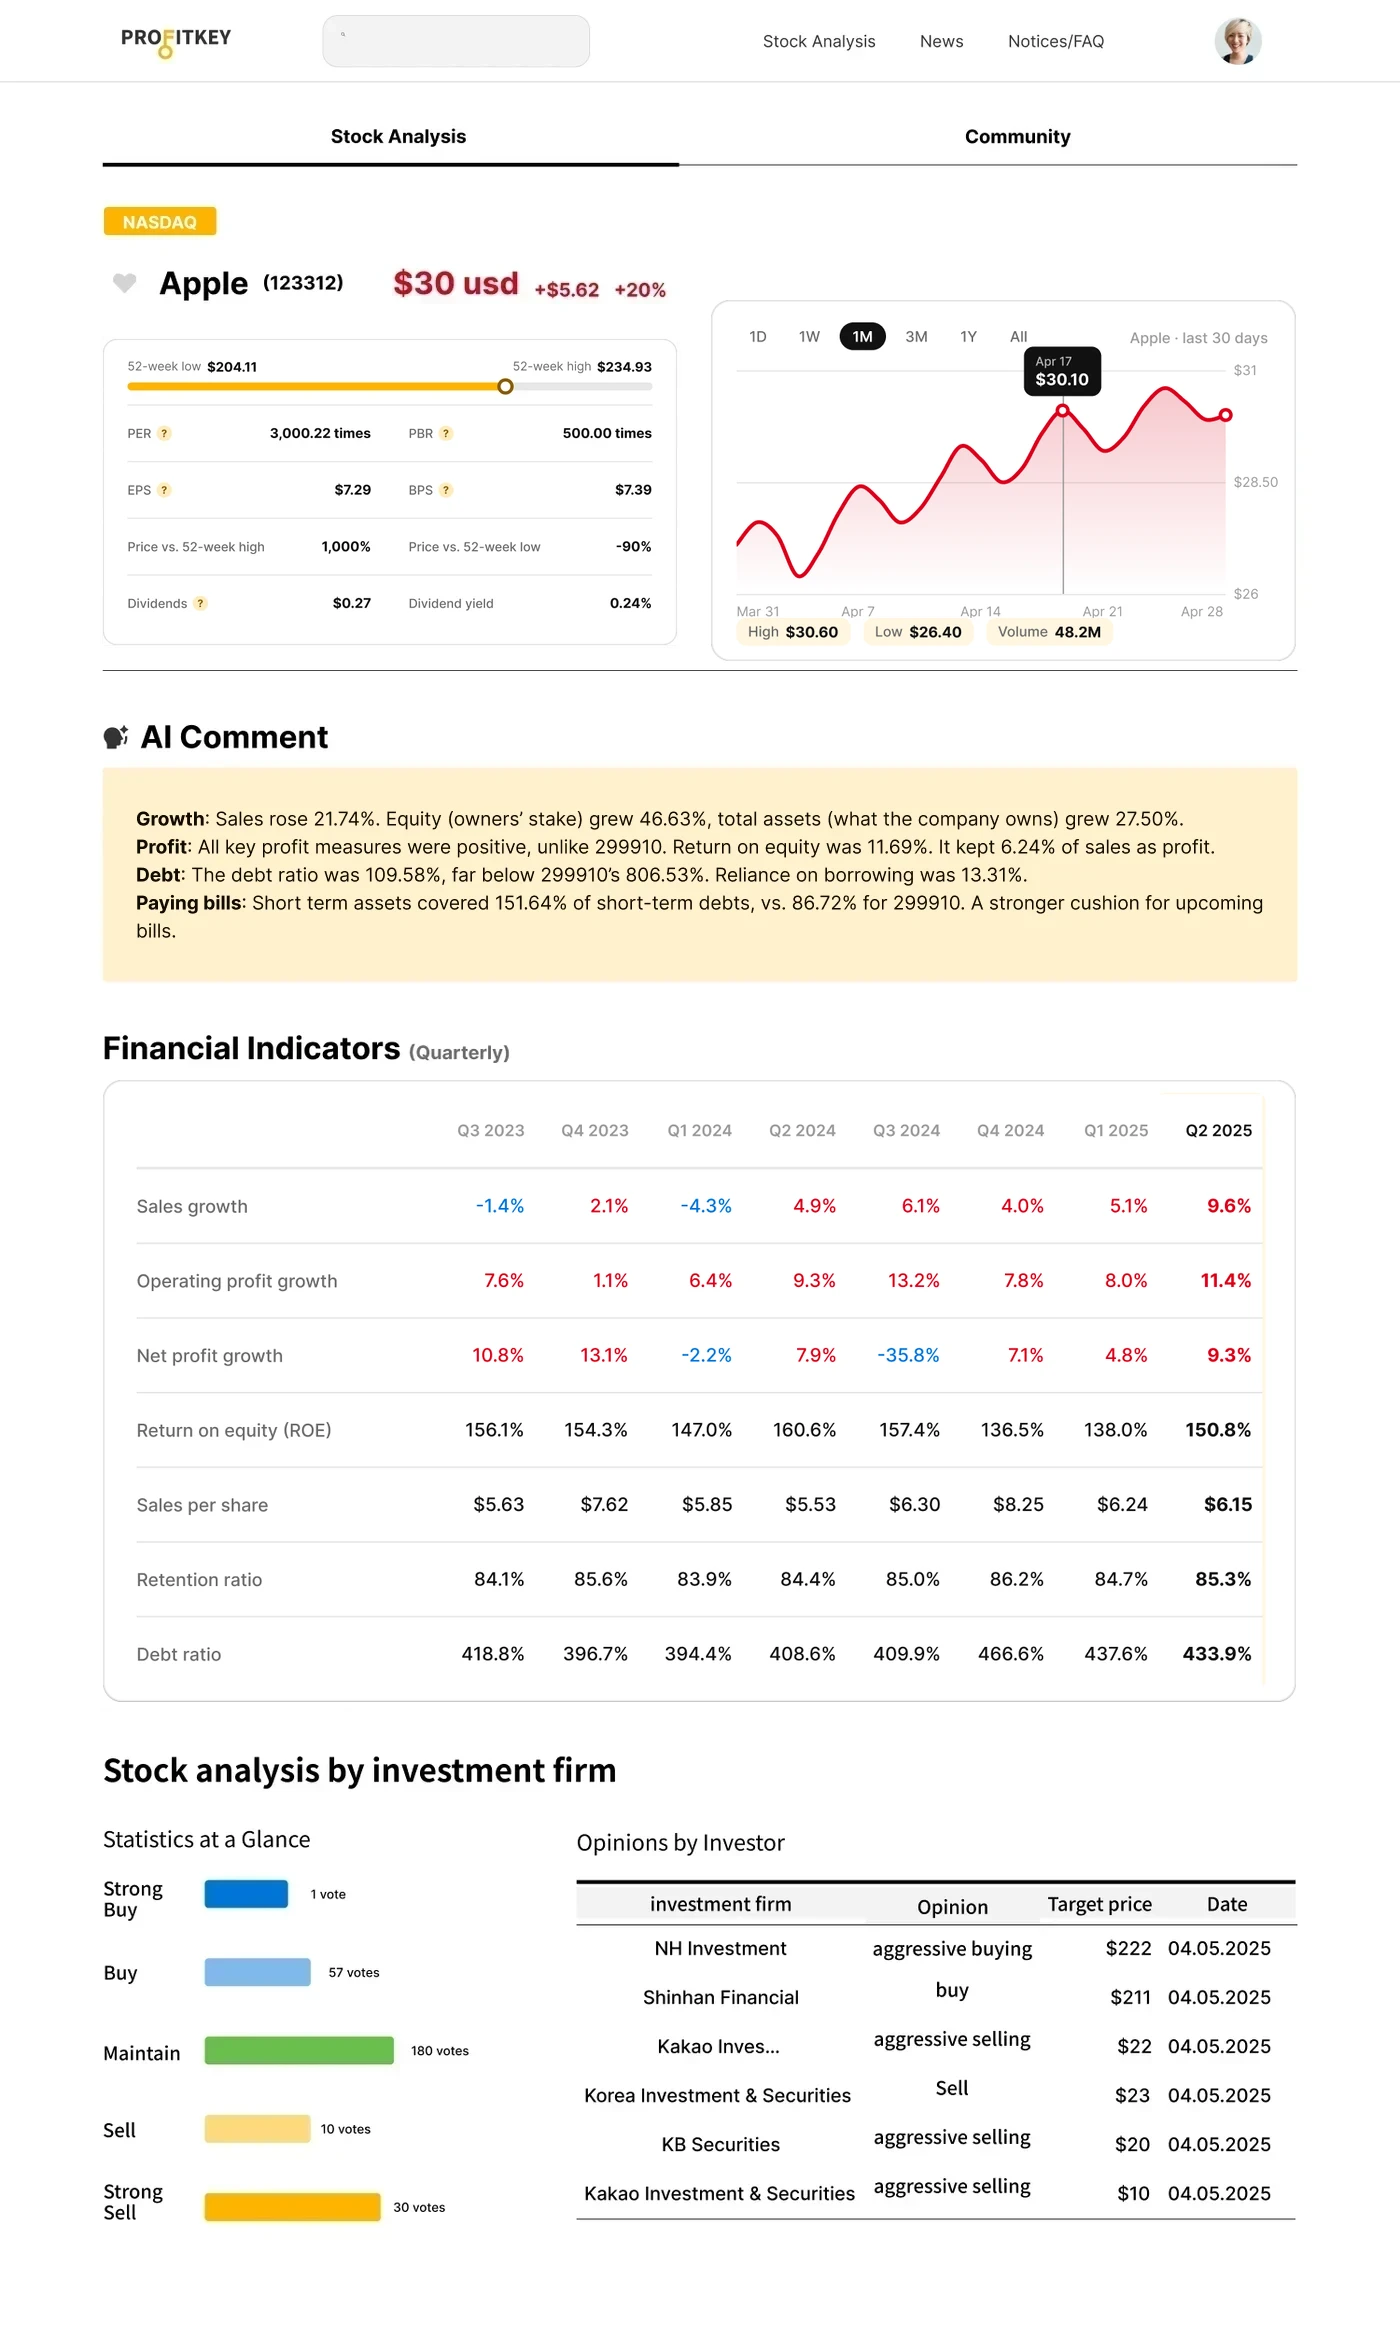 PROFITKEY
Stock Analysis
News
Notices/FAQ
Stock Analysis
Community
NASDAQ
Apple (123312) $30 usd +$5.62 +20%
52-week low $204.11 52-week high $234.93
PER ? 3,000.22 times PBR ? 500.00 times
EPS ? $7.29 BPS ? $7.39
Price vs. 52-week high 1,000% Price vs. 52-week low -90%
Dividends ? $0.27 Dividend yield 0.24%
1D 1W 1M 3M 1Y All Apple · last 30 days
Apr 17
$30.10
$31
$28.50
$26
Mar 31 Apr 7 Apr 14 Apr 21 Apr 28
High $30.60 Low $26.40 Volume 48.2M
AI Comment
Growth: Sales rose 21.74%. Equity (owners’ stake) grew 46.63%, total assets (what the company owns) grew 27.50%.
Profit: All key profit measures were positive, unlike 299910. Return on equity was 11.69%. It kept 6.24% of sales as profit.
Debt: The debt ratio was 109.58%, far below 299910’s 806.53%. Reliance on borrowing was 13.31%.
Paying bills: Short term assets covered 151.64% of short-term debts, vs. 86.72% for 299910. A stronger cushion for upcoming
bills.
Financial Indicators (Quarterly)
Q3 2023 Q4 2023 Q1 2024 Q2 2024 Q3 2024 Q4 2024 Q1 2025 Q2 2025
Sales growth -1.4% 2.1% -4.3% 4.9% 6.1% 4.0% 5.1% 9.6%
Operating profit growth 7.6% 1.1% 6.4% 9.3% 13.2% 7.8% 8.0% 11.4%
Net profit growth 10.8% 13.1% -2.2% 7.9% -35.8% 7.1% 4.8% 9.3%
Return on equity (ROE) 156.1% 154.3% 147.0% 160.6% 157.4% 136.5% 138.0% 150.8%
Sales per share $5.63 $7.62 $5.85 $5.53 $6.30 $8.25 $6.24 $6.15
Retention ratio 84.1% 85.6% 83.9% 84.4% 85.0% 86.2% 84.7% 85.3%
Debt ratio 418.8% 396.7% 394.4% 408.6% 409.9% 466.6% 437.6% 433.9%
Stock analysis by investment firm
Statistics at a Glance
Strong
Buy
1 vote
Buy 57 votes
Maintain 180 votes
Sell 10 votes
Strong
Sell
30 votes
Opinions by Investor
investment firm Opinion Target price Date
NH Investment aggressive buying $222 04.05.2025
Shinhan Financial buy $211 04.05.2025
Kakao Inves... aggressive selling $22 04.05.2025
Korea Investment & Securities Sell $23 04.05.2025
KB Securities aggressive selling $20 04.05.2025
Kakao Investment & Securities aggressive selling $10 04.05.2025